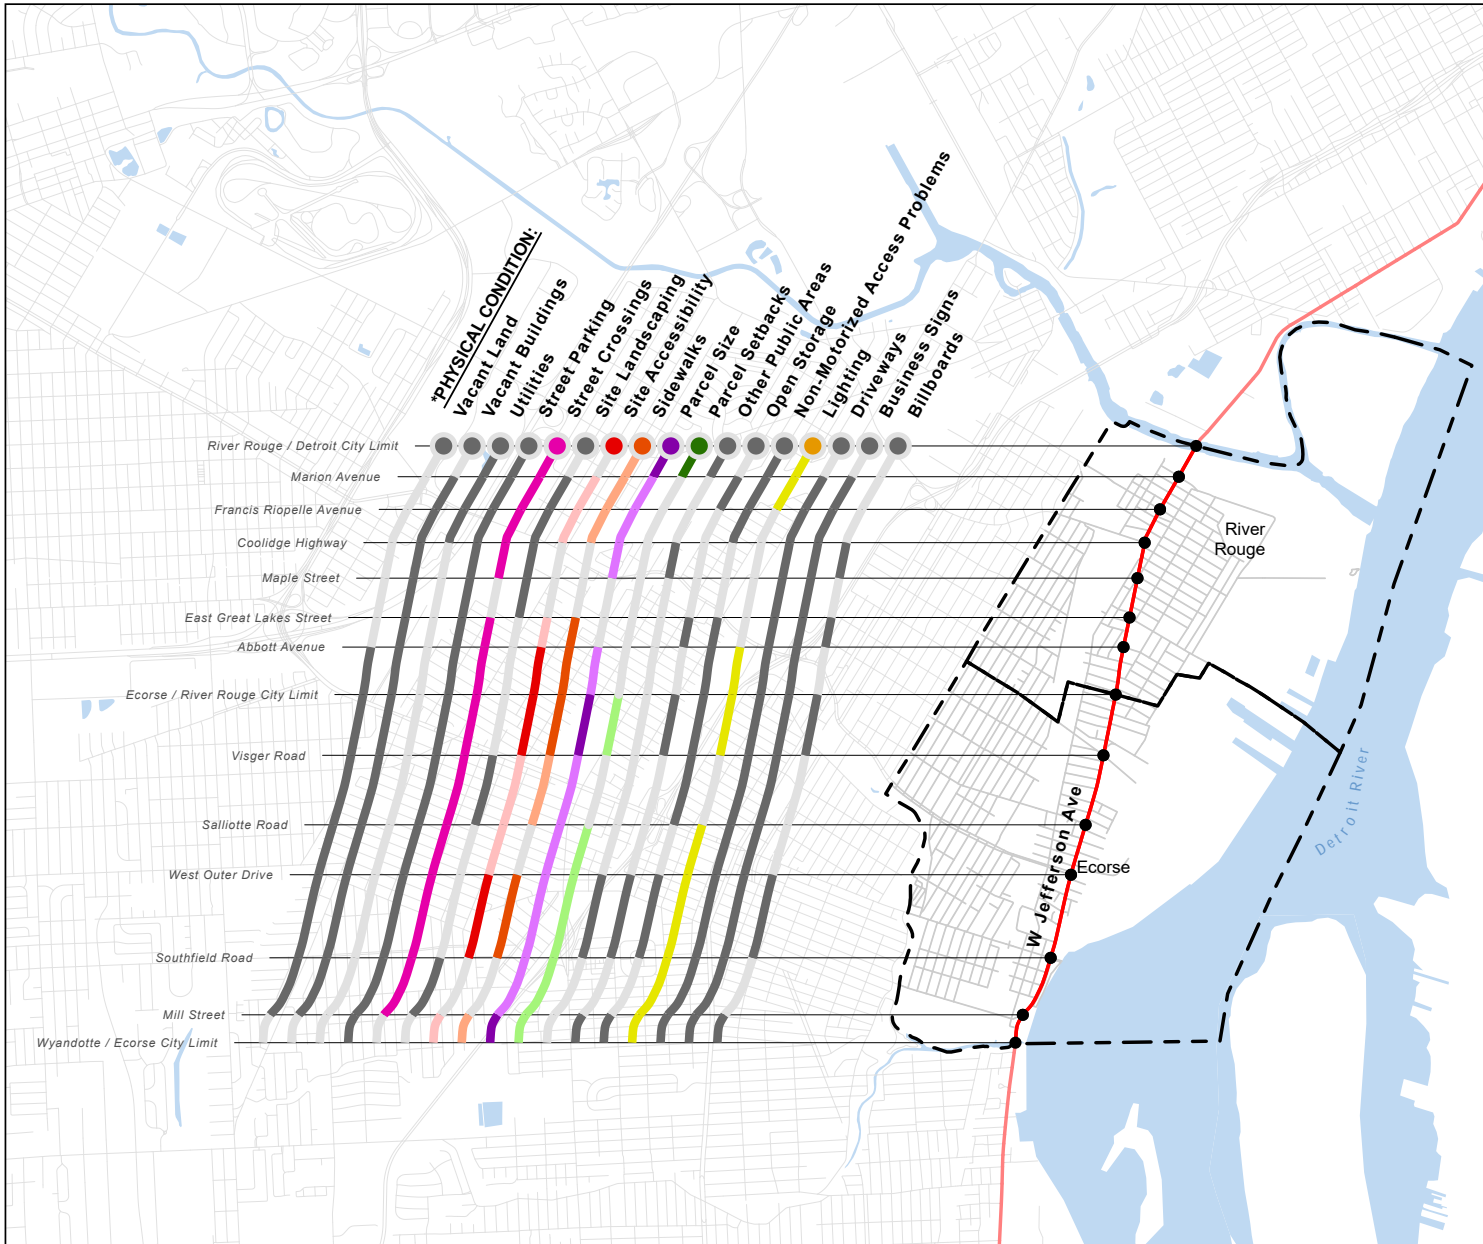 *PHYSICAL CONDITION:
Vacant Land
Vacant Buildings
Utilities
Street Parking
Street Crossings
Site Landscaping
Site Accessibility
Sidewalks
Parcel Size
Parcel Setbacks
Other Public Areas
Open Storage
Non-Motorized Access Problems
Lighting
Driveways
Business Signs
Billboards
River Rouge / Detroit City Limit
Marion Avenue
Francis Riopelle Avenue
Coolidge Highway
Maple Street
East Great Lakes Street
Abbott Avenue
Ecorse / River Rouge City Limit
Visger Road
Salliotte Road
West Outer Drive
Southfield Road
Mill Street
Wyandotte / Ecorse City Limit
River
Rouge
Ecorse
W Jefferson Ave
Detroit River